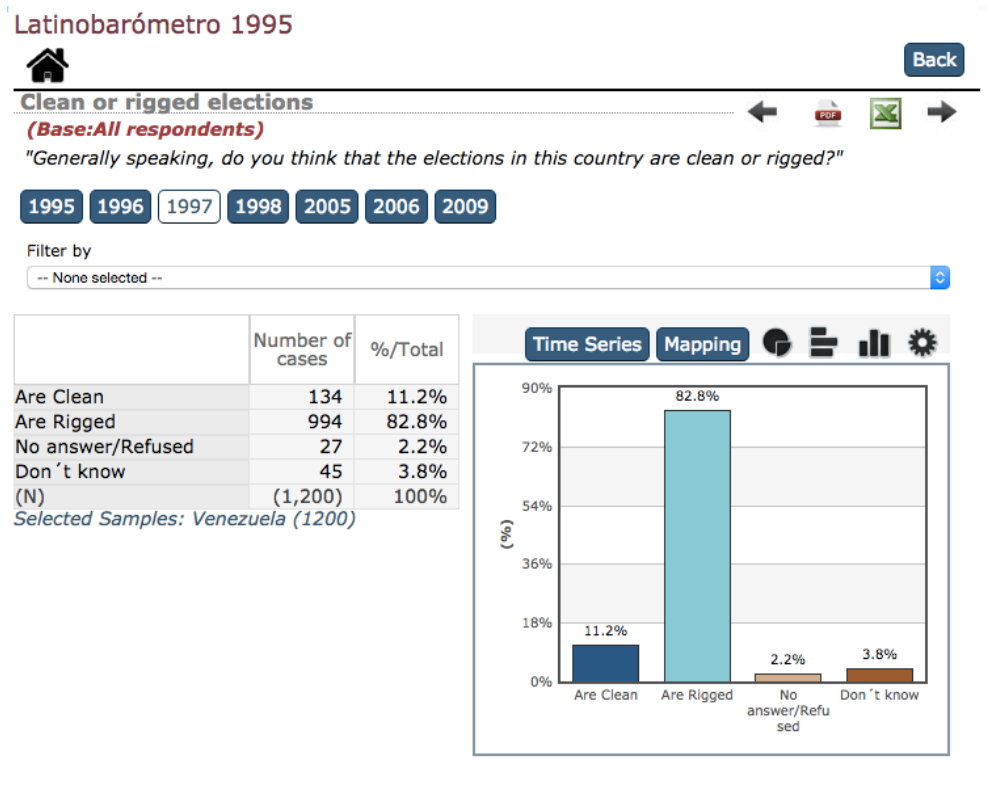 Latinobarómetro 1995
Back
Clean or rigged elections
(Base:All respondents)
PDF
"Generally speaking, do you think that the elections in this country are clean or rigged?"
1995 1996 1997 1998 2005 2006 2009
Filter by
-- None selected --
Number of cases %/Total
Are Clean 134 11.2%
Are Rigged 994 82.8%
No answer/Refused 27 2.2%
Don´t know 45 3.8%
(N) (1,200) 100%
Selected Samples: Venezuela (1200)
Time Series Mapping
90%
72%
54%
36%
18%
0%
(%)
11.2%
82.8%
2.2%
3.8%
Are Clean Are Rigged No Don´t know
answer/Refu
sed